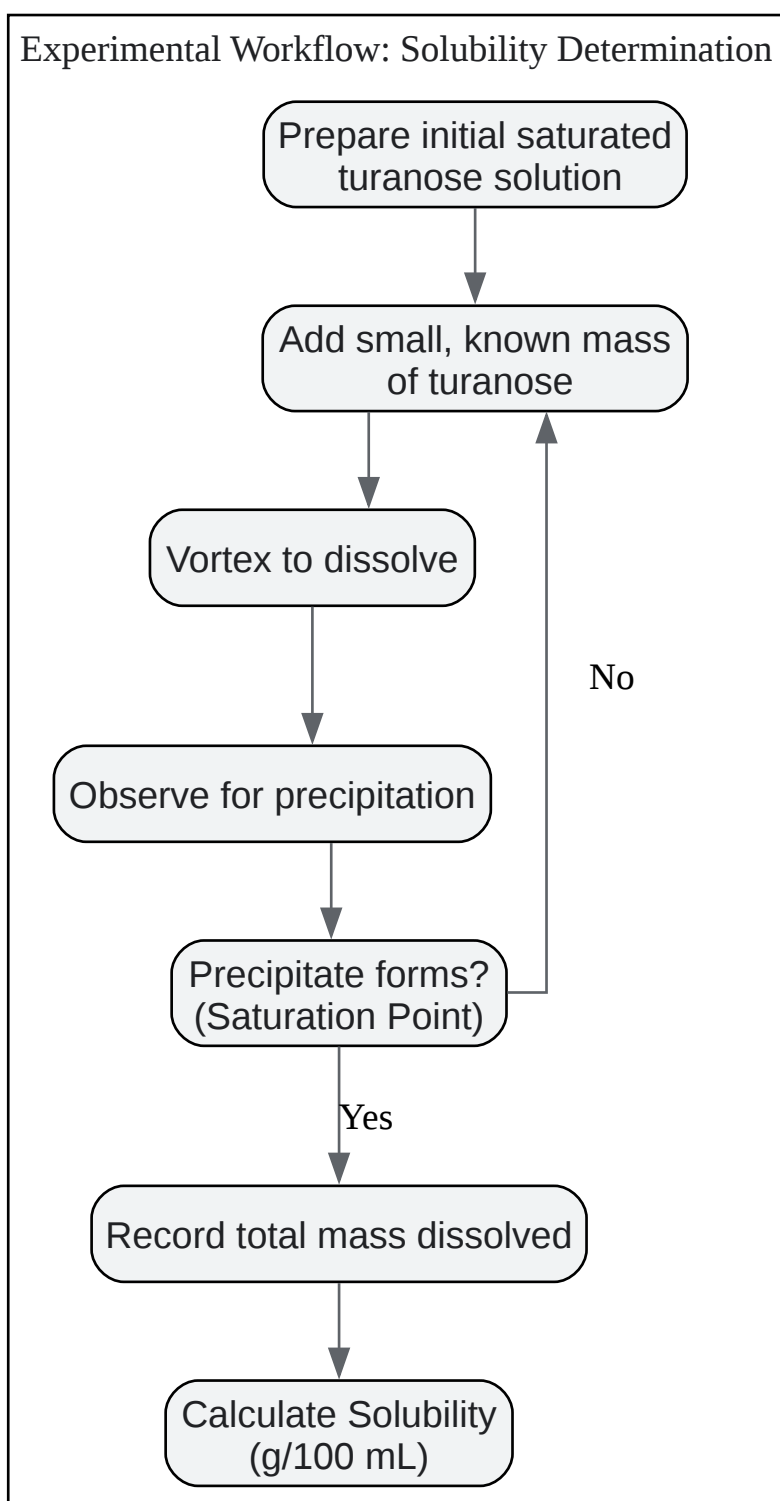 Experimental Workflow: Solubility Determination
Prepare initial saturated
turanose solution
Add small, known mass
of turanose
Vortex to dissolve
No
Observe for precipitation
Precipitate forms?
(Saturation Point)
Yes
Record total mass dissolved
Calculate Solubility
(g/100 mL)